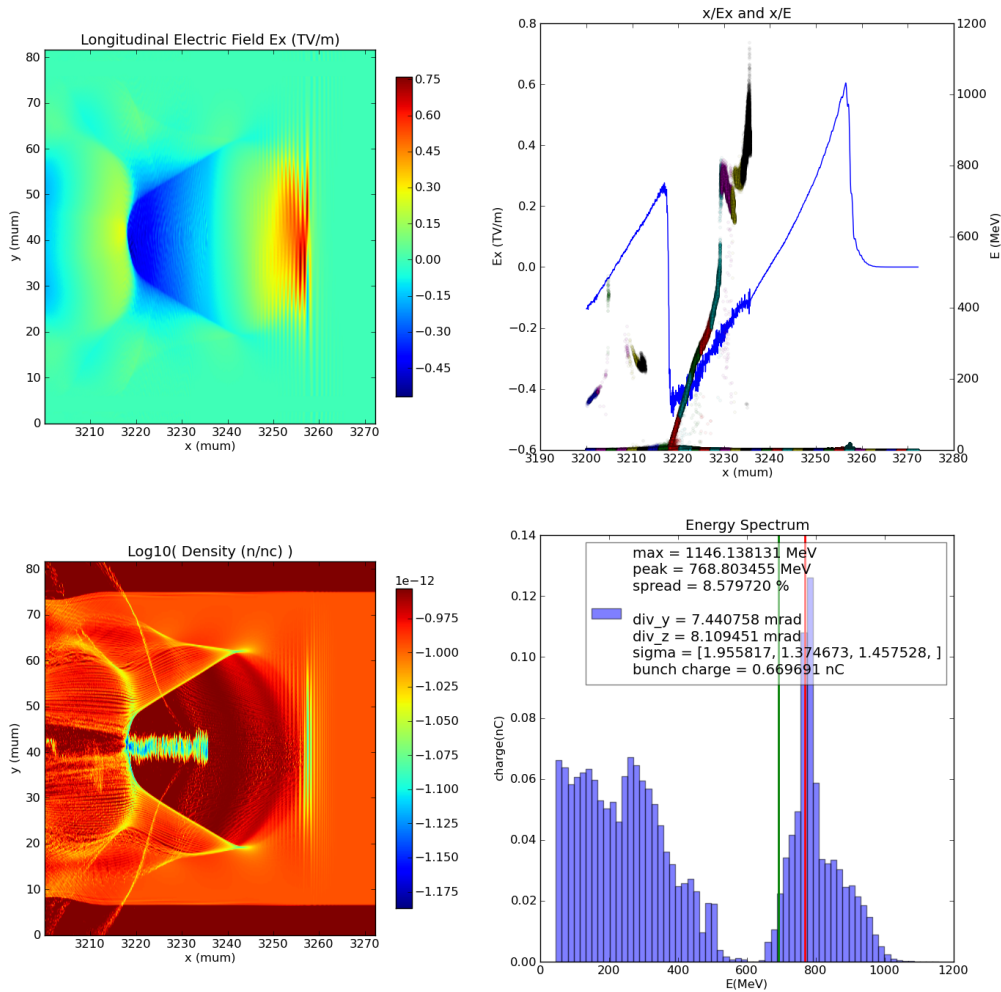 Longitudinal Electric Field Ex (TV/m)
y (mum)
80
70
60
50
40
30
20
10
0
3210 3220 3230 3240 3250 3260 3270
x (mum)
0.75
0.60
0.45
0.30
0.15
0.00
−0.15
−0.30
−0.45
x/Ex and x/E
Ex (TV/m)
0.8
0.6
0.4
0.2
0.0
−0.2
−0.4
−0.6
3190 3200 3210 3220 3230 3240 3250 3260 3270 3280
x (mum)
1200
1000
800
600
400
200
0
E (MeV)
Log10( Density (n/nc) )
y (mum)
80
70
60
50
40
30
20
10
0
3210 3220 3230 3240 3250 3260 3270
x (mum)
1e−12
−0.975
−1.000
−1.025
−1.050
−1.075
−1.100
−1.125
−1.150
−1.175
Energy Spectrum
charge(nC)
0.14
0.12
0.10
0.08
0.06
0.04
0.02
0.00
0 200 400 600 800 1000 1200
E(MeV)
max = 1146.138131 MeV
peak = 768.803455 MeV
spread = 8.579720 %
div_y = 7.440758 mrad
div_z = 8.109451 mrad
sigma = [1.955817, 1.374673, 1.457528, ]
bunch charge = 0.669691 nC